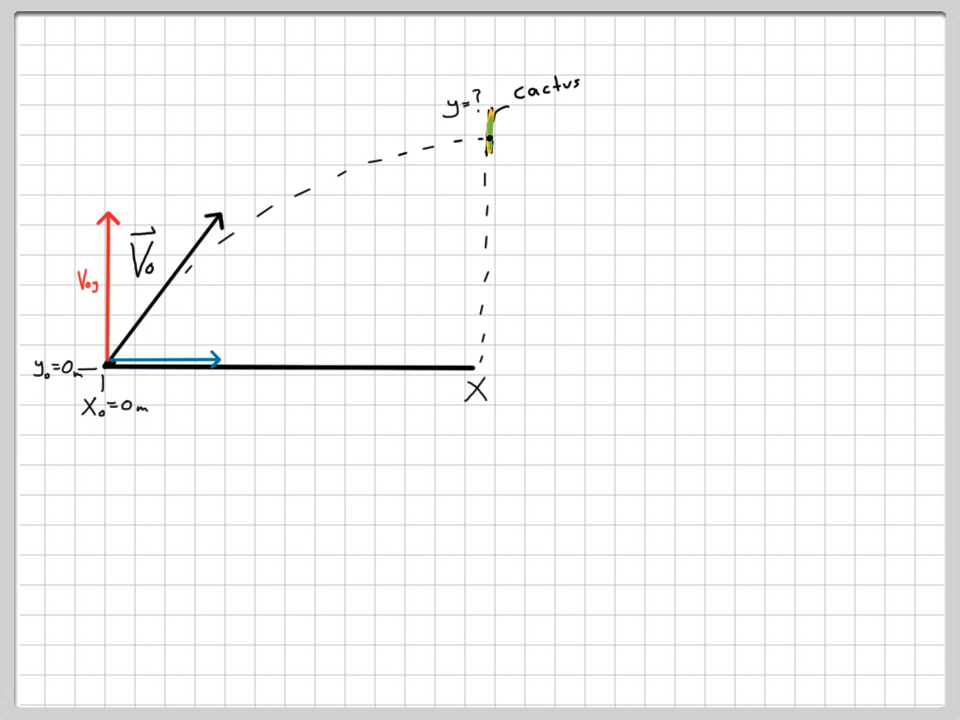 cactus
y=?
V₀
V₀y
y₀=0m
X
X₀=0m